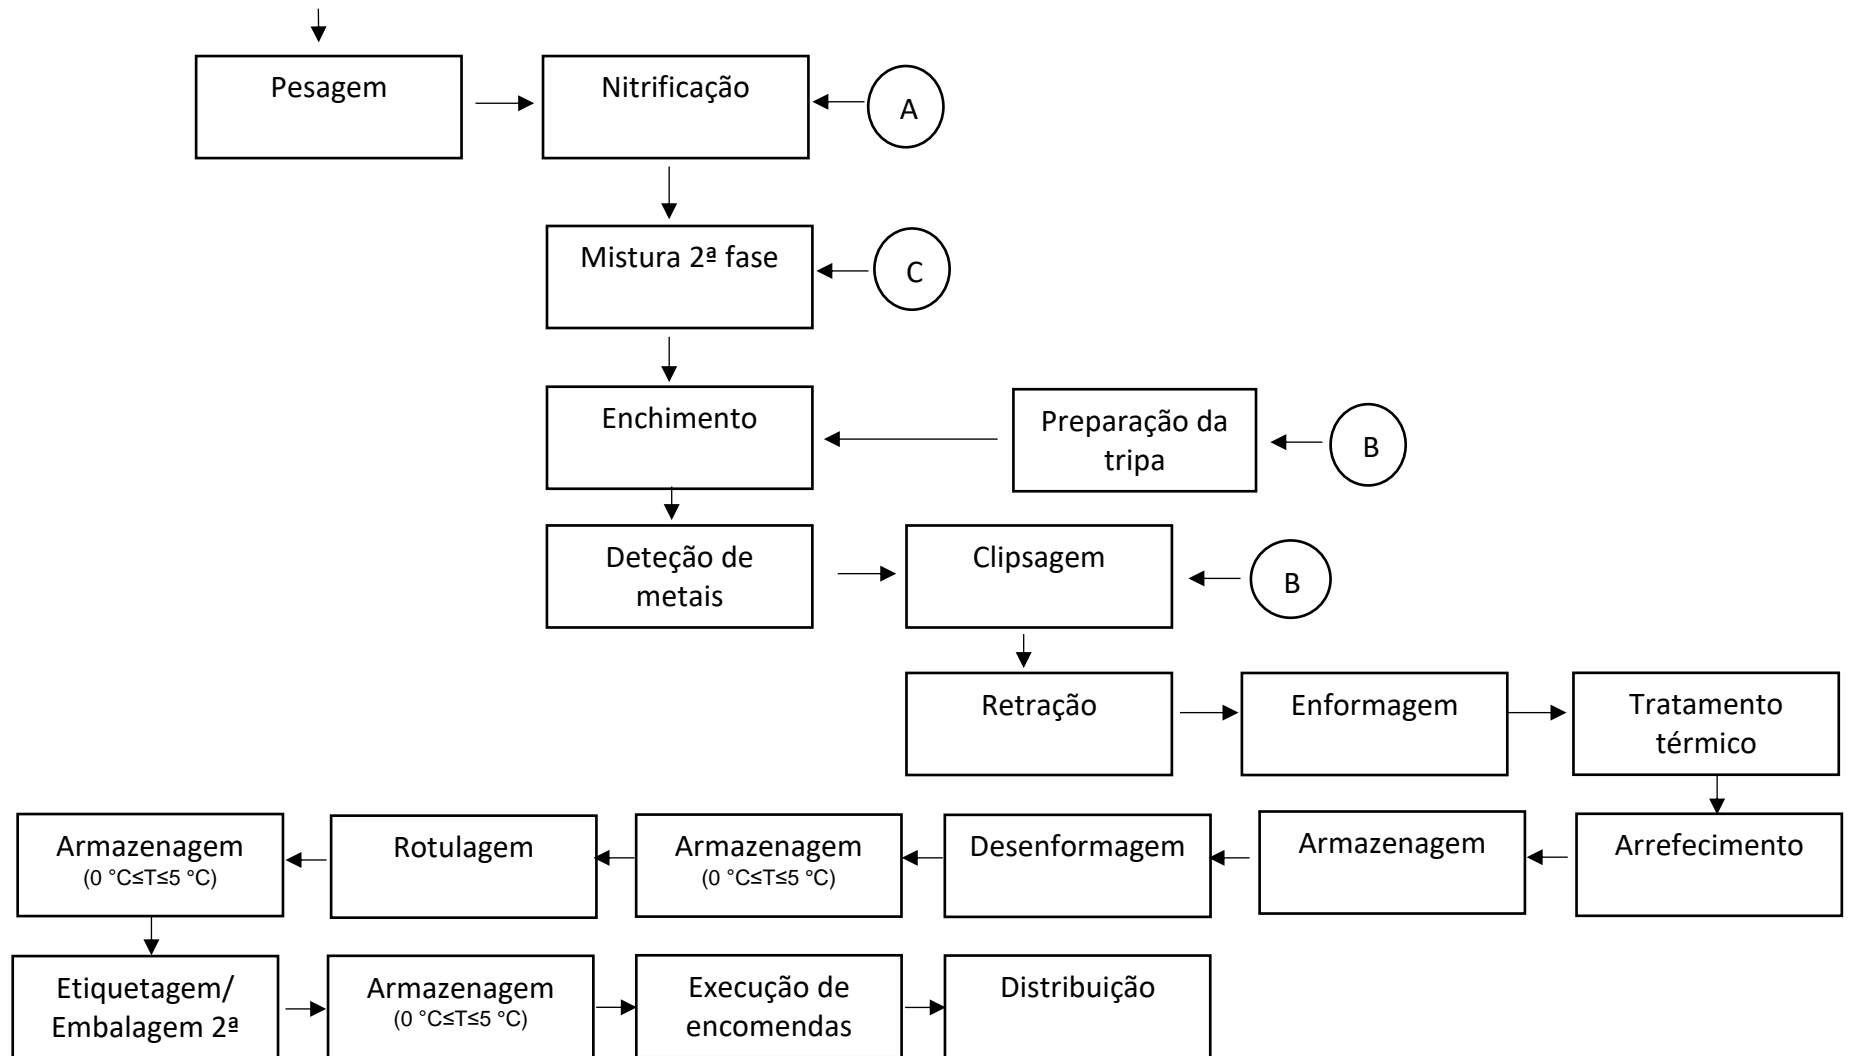 Pesagem
Nitrificação
A
Mistura 2ª fase
C
Enchimento
Preparação da
tripa
B
Deteção de
metais
Clipsagem
B
Retração
Enformagem
Tratamento
térmico
Armazenagem
(0 °C≤T≤5 °C)
Rotulagem
Armazenagem
(0 °C≤T≤5 °C)
Desenformagem
Armazenagem
Arrefecimento
Etiquetagem/
Embalagem 2ª
Armazenagem
(0 °C≤T≤5 °C)
Execução de
encomendas
Distribuição